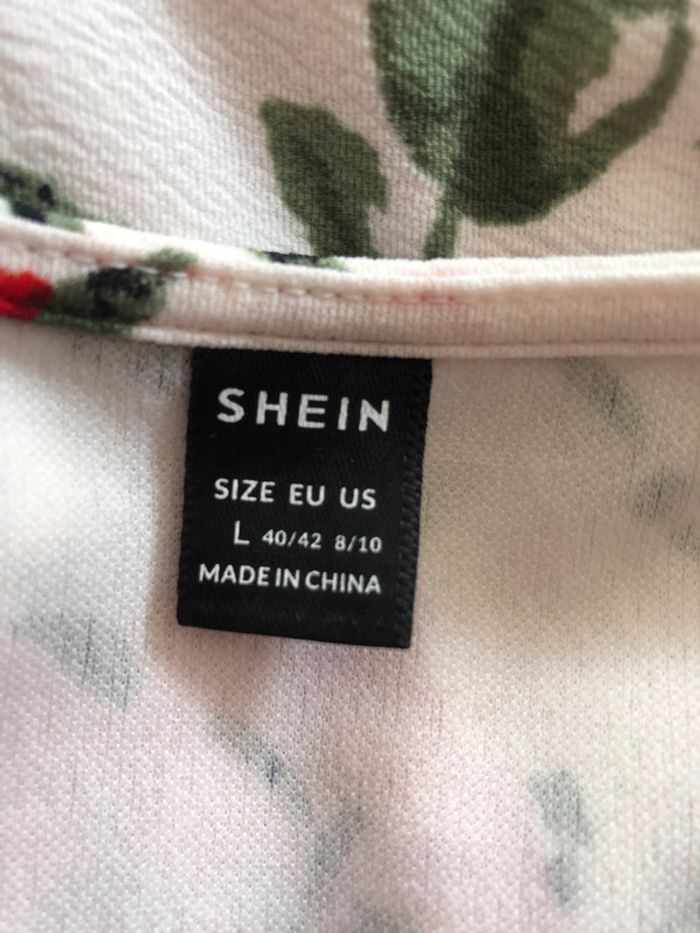 SHEIN
SIZE EU US
L 40/42 8/10
MADE IN CHINA